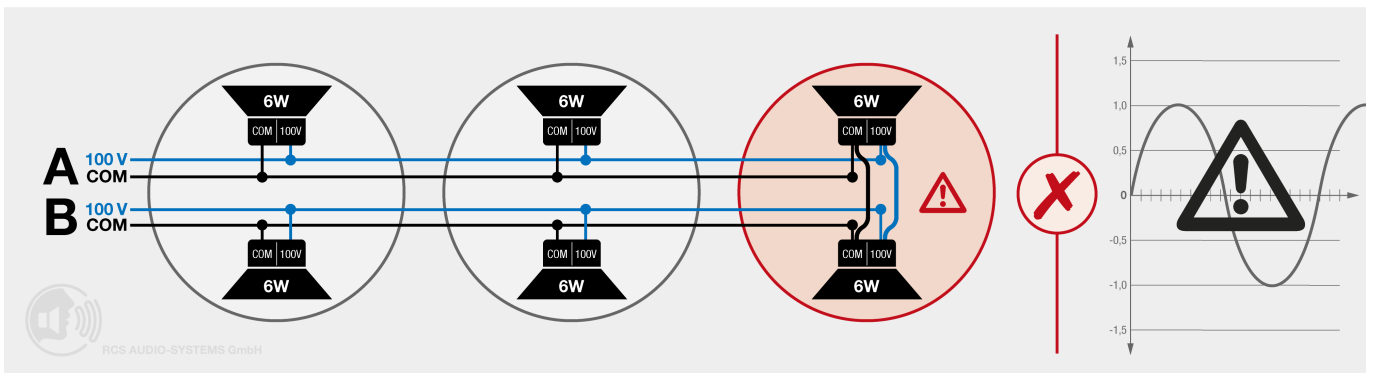 6W 6W 6W
COM 100V COM 100V COM 100V
A 100 V
COM
B 100 V
COM
COM 100V COM 100V COM 100V
6W 6W 6W
RCS AUDIO-SYSTEMS GmbH
1,5
1,0
0,5
0
-0,5
-1,0
-1,5